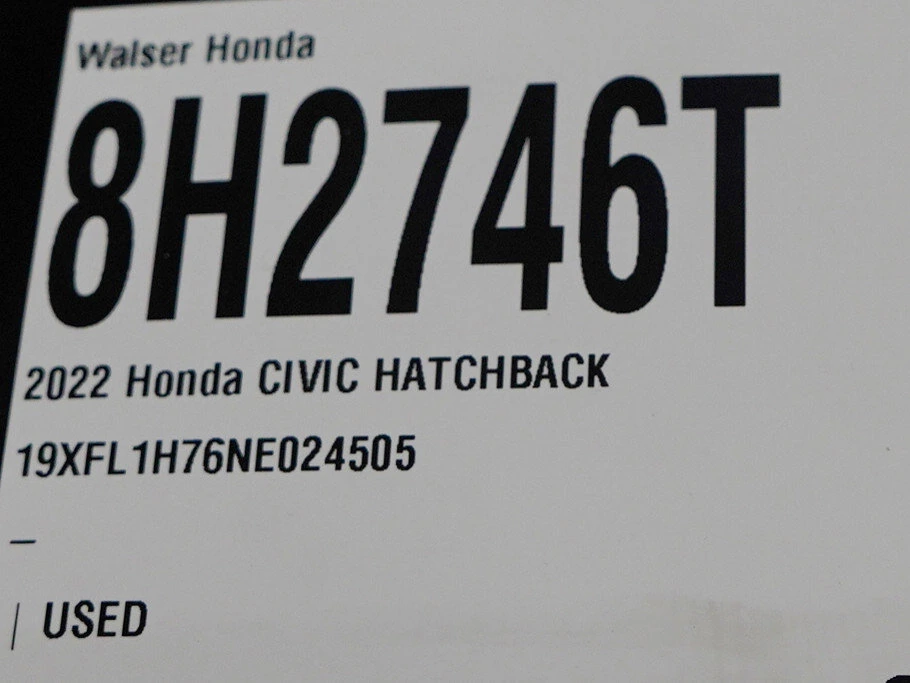 Walser Honda
8H2746T
2022 Honda CIVIC HATCHBACK
19XFL1H76NE024505
–
| USED